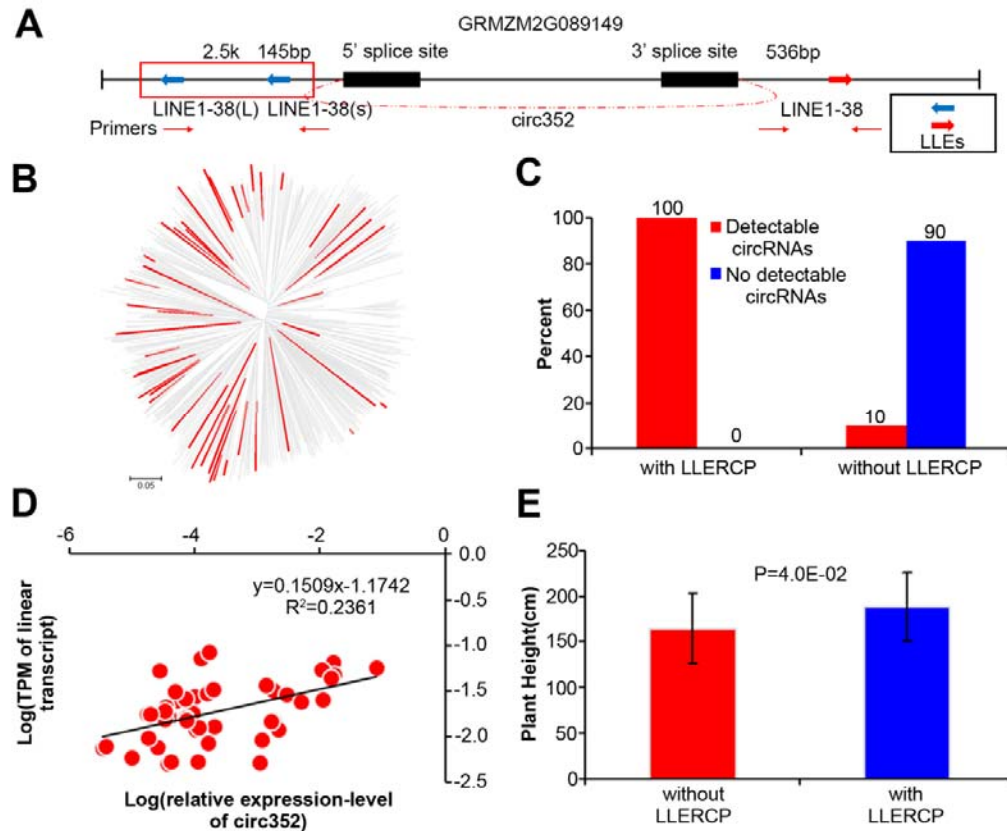 A
GRMZM2G089149
2.5k 145bp 5' splice site 3' splice site 536bp
LINE1-38(L) LINE1-38(s) circ352 LINE1-38
Primers
LLEs
B
0.05
C
Percent
100
80
60
40
20
0
100
0
10
90
Detectable
circRNAs
No detectable
circRNAs
with LLERCP
without LLERCP
D
-6 -4 -2 0
0.0
-0.5
-1.0
-1.5
-2.0
-2.5
y=0.1509x-1.1742
R²=0.2361
Log(TPM of linear
transcript)
Log(relative expression-level
of circ352)
E
Plant Height(cm)
250
200
150
100
50
0
P=4.0E-02
without
LLERCP
with
LLERCP